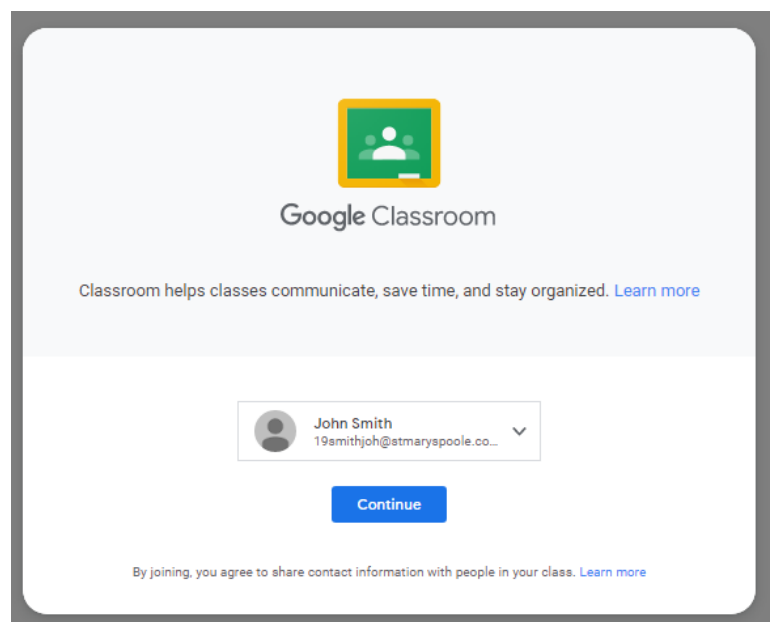 Google Classroom
Classroom helps classes communicate, save time, and stay organized. Learn more
John Smith
19smithjoh@stmaryspoole.co...
Continue
By joining, you agree to share contact information with people in your class. Learn more